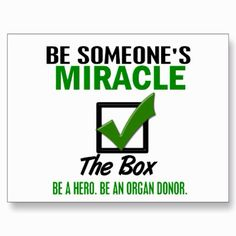 BE SOMEONE'S
MIRACLE
The Box
BE A HERO. BE AN ORGAN DONOR.